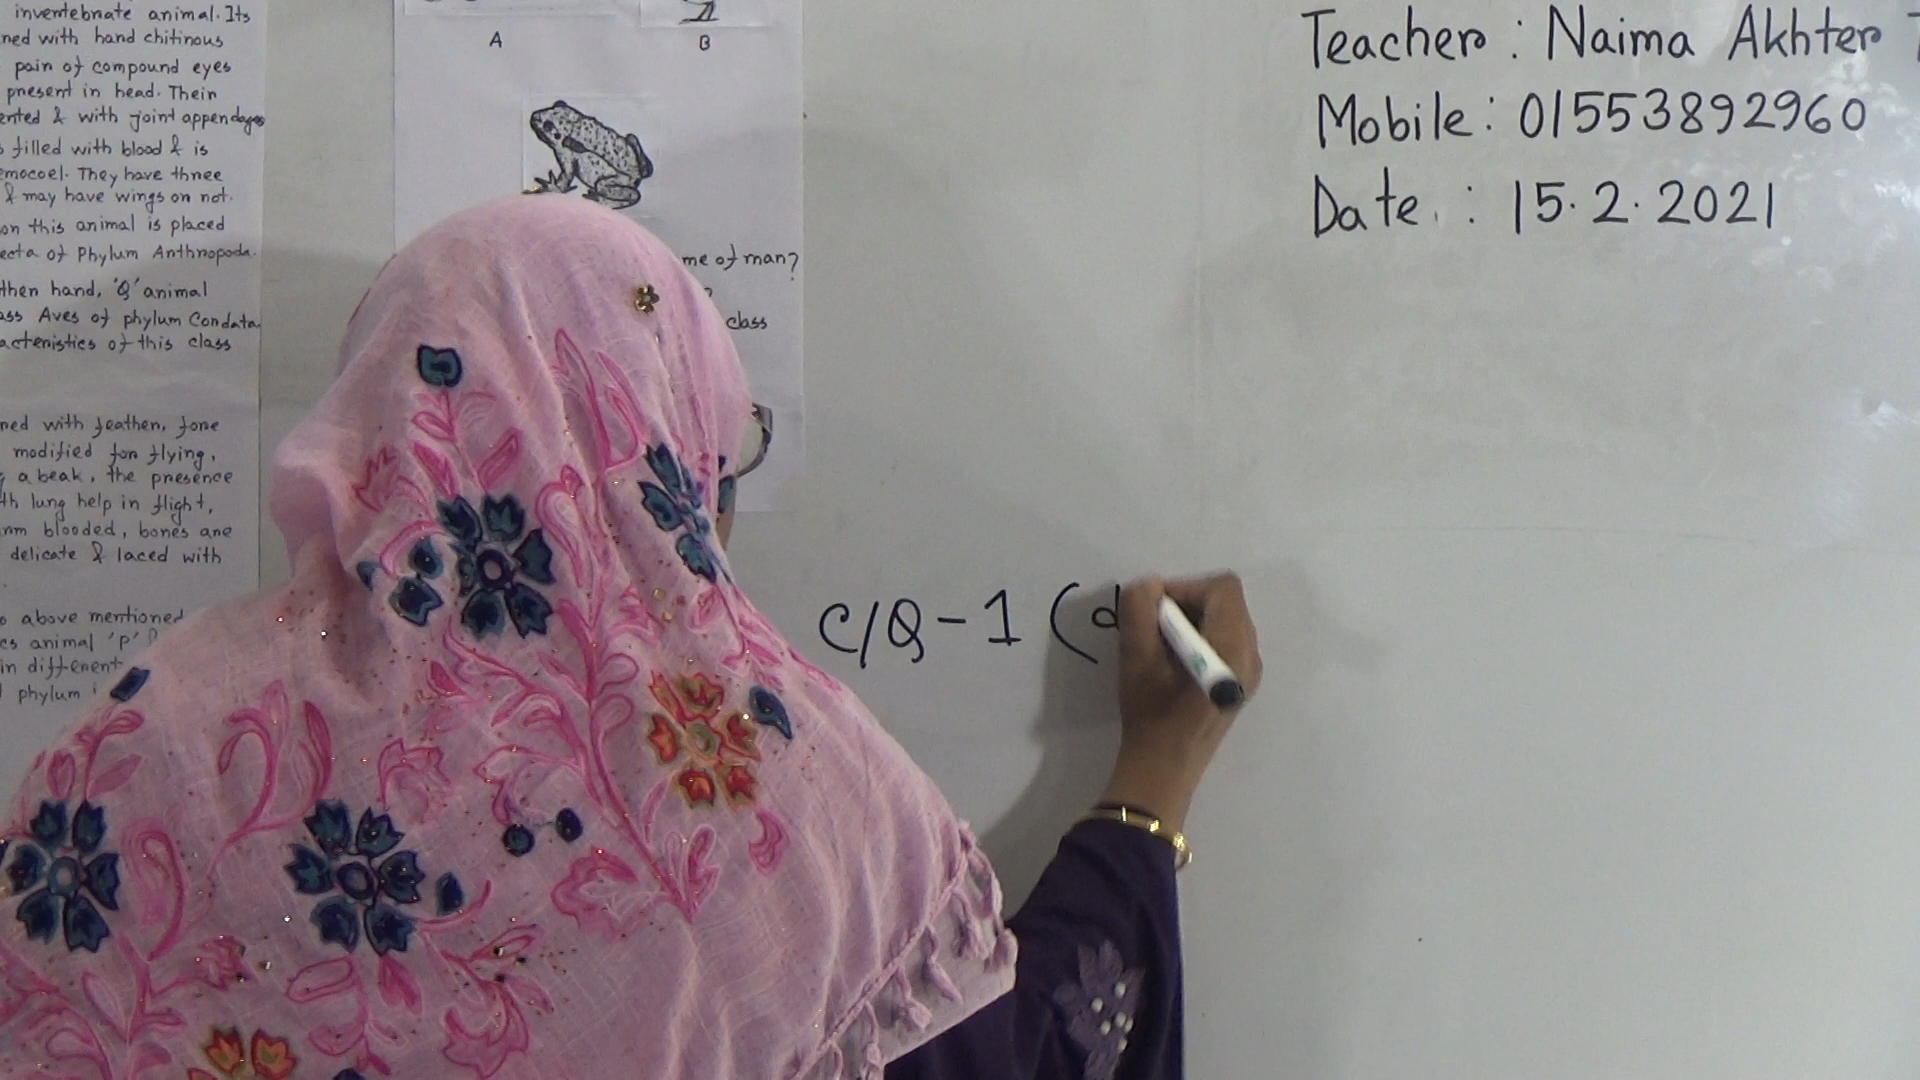 inventebnate animal. Its
ned with hand chitinous
pain of compound eyes
present in head. Thein
ented & with joint appendages
filled with blood & is
emocoel. They have thnee
& may have wings on not.
on this animal is placed
ecta of Phylum Anthnopoda.
then hand, 'Q' animal
ass Aves of phylum Condata
actenistics of this class
ned with feathen, fone
modified fon flying,
a beak, the presence
th lung help in flight,
nm blooded, bones ane
delicate & laced with
above mentioned
es animal 'P' &
in diffenent
phylum
A B
me of man?
?
class
Teachen : Naima Akhten
Mobile : 01553892960
Date : 15.2.2021
C/Q-1 (d